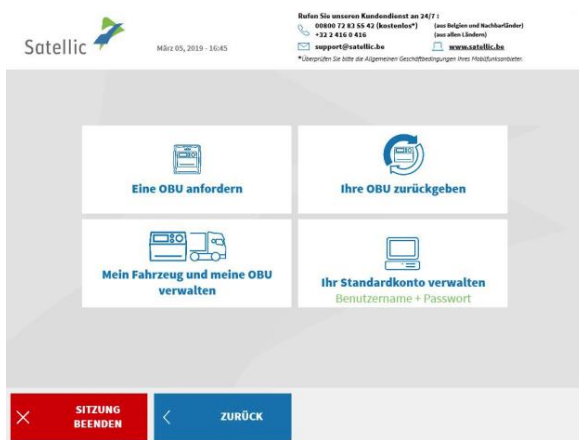 Satellic
März 05, 2019 - 16:45
Rufen Sie unseren Kundendienst an 24/7 :
00800 72 83 55 42 (kostenlos*) (aus Belgien und Nachbarländer)
+32 2 416 0 416 (aus allen Ländern)
support@satellic.be www.satellic.be
*Überprüfen Sie bitte die Allgemeinen Geschäftbedingungen Ihres Mobilfunkanbieter.
Eine OBU anfordern
Ihre OBU zurückgeben
Mein Fahrzeug und meine OBU
verwalten
Ihr Standardkonto verwalten
Benutzername + Passwort
SITZUNG
BEENDEN
ZURÜCK